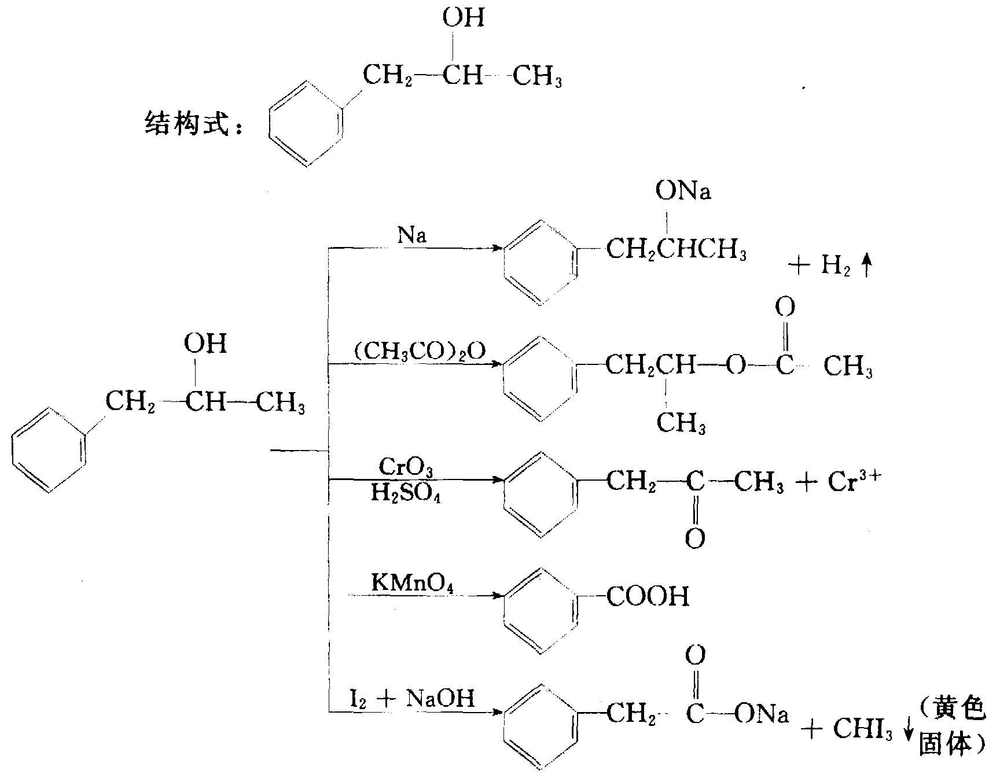 OH
CH₂—CH—CH₃
结构式：
ONa
Na
CH₂CHCH₃
+ H₂↑
O
(CH₃CO)₂O
CH₂CH—O—C—CH₃
CH₃
OH
CH₂—CH—CH₃
CrO₃
H₂SO₄
CH₂—C—CH₃ + Cr³⁺
O
KMnO₄
COOH
O
I₂ + NaOH
CH₂—C—ONa + CHI₃↓(黄色
固体)